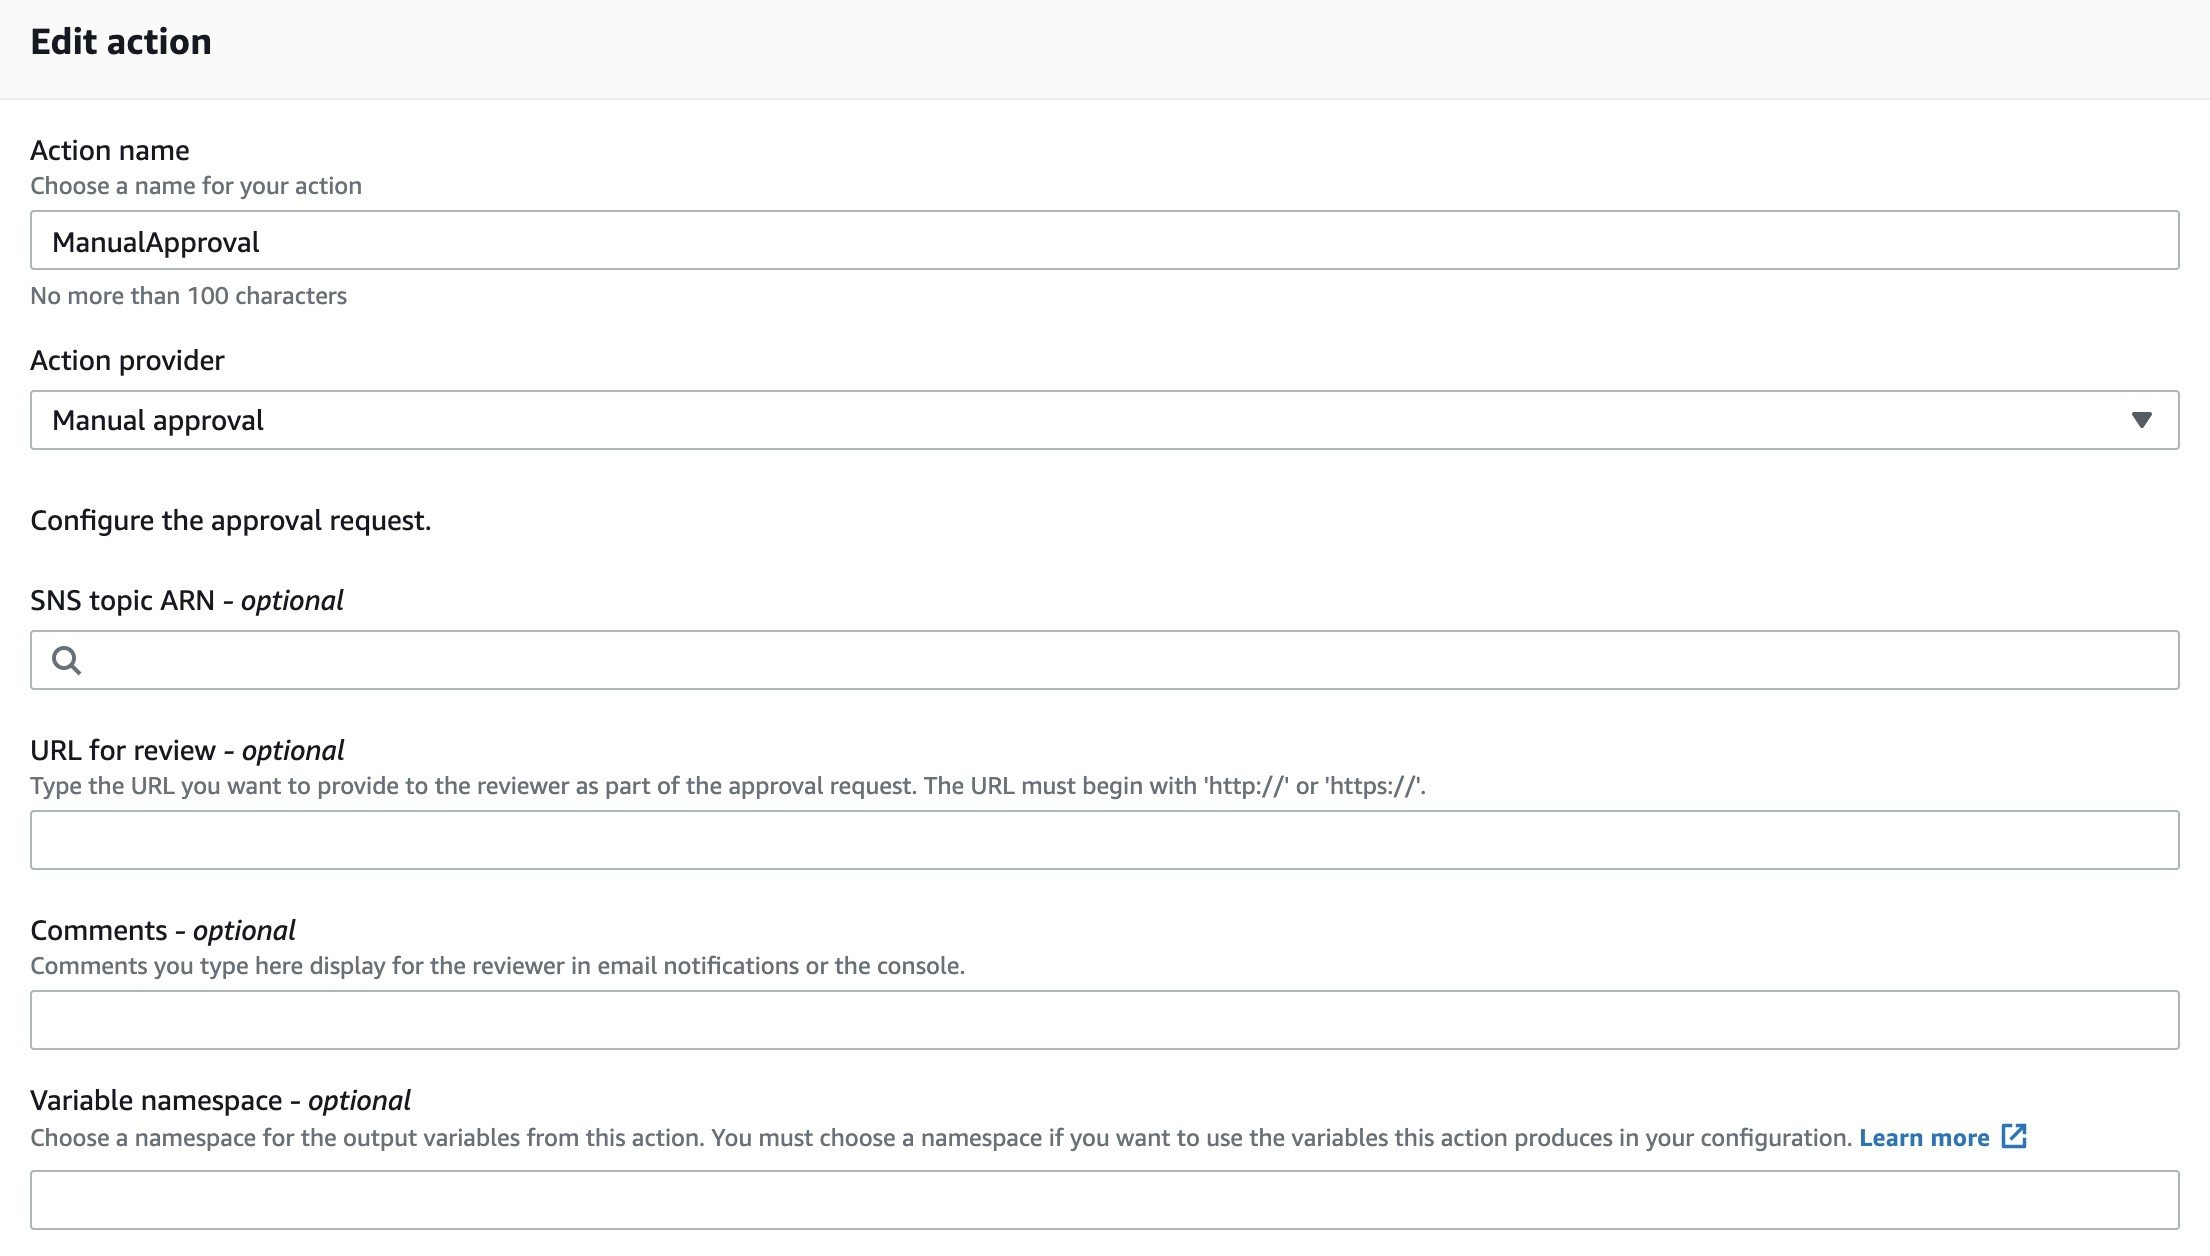 Edit action
Action name
Choose a name for your action
ManualApproval
No more than 100 characters
Action provider
Manual approval
Configure the approval request.
SNS topic ARN - optional
URL for review - optional
Type the URL you want to provide to the reviewer as part of the approval request. The URL must begin with 'http://' or 'https://'.
Comments - optional
Comments you type here display for the reviewer in email notifications or the console.
Variable namespace - optional
Choose a namespace for the output variables from this action. You must choose a namespace if you want to use the variables this action produces in your configuration. Learn more